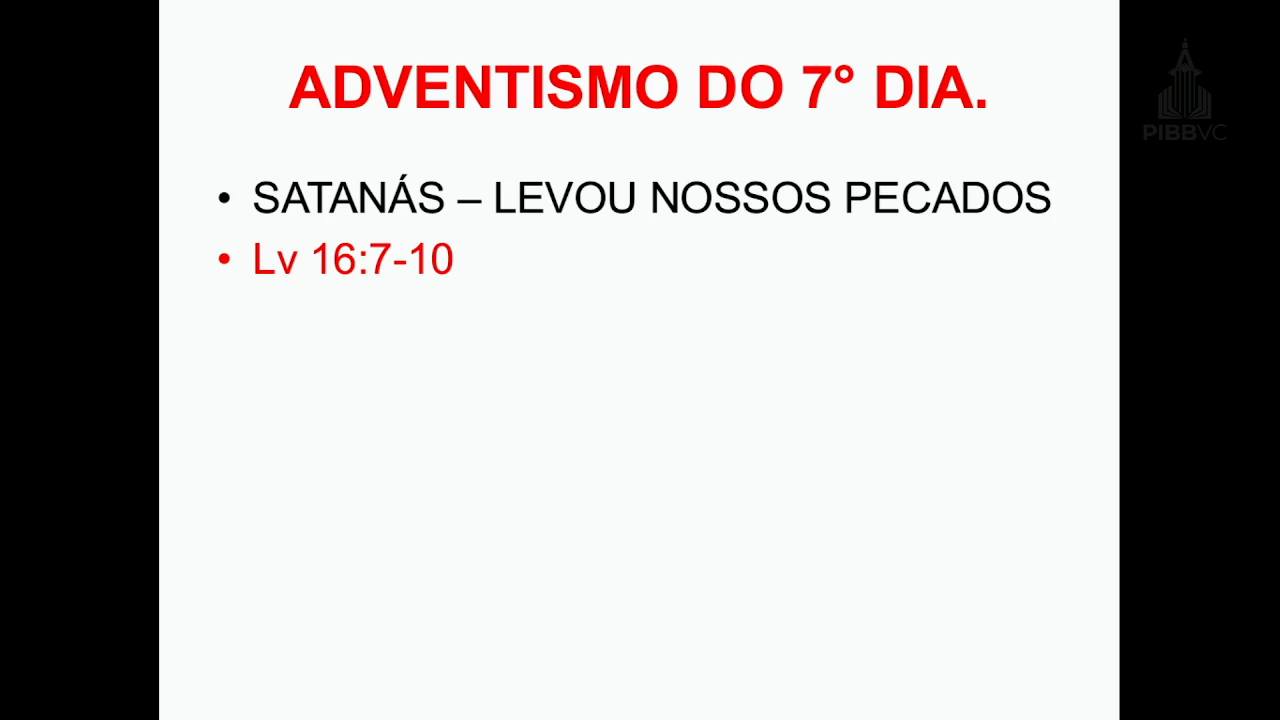 ADVENTISMO DO 7° DIA.
• SATANÁS – LEVOU NOSSOS PECADOS
• Lv 16:7-10
PIBBVC